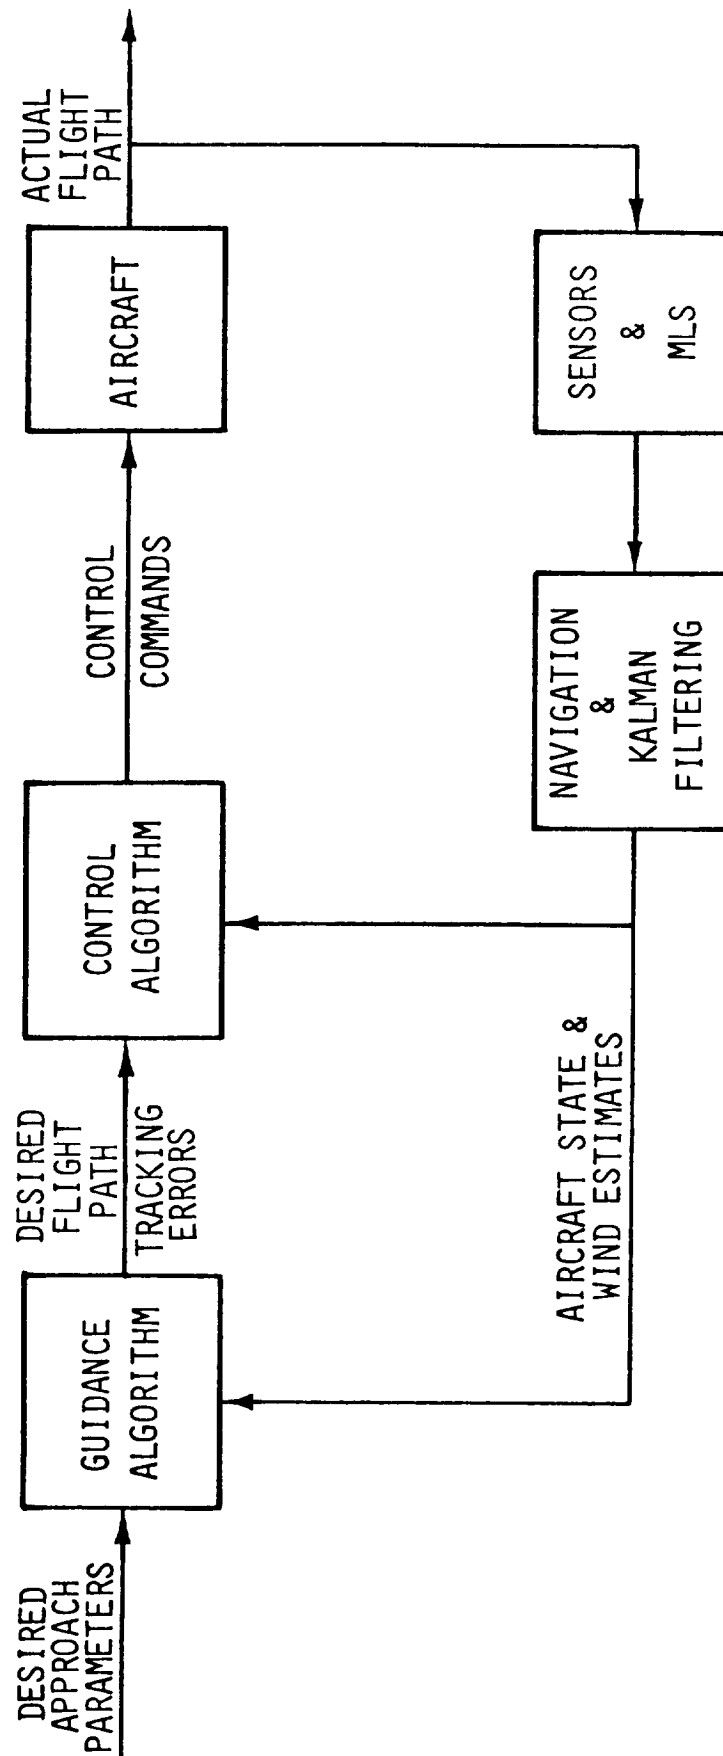 DESIRED
APPROACH
PARAMETERS
GUIDANCE
ALGORITHM
DESIRED
FLIGHT
PATH
TRACKING
ERRORS
CONTROL
ALGORITHM
CONTROL
COMMANDS
AIRCRAFT
ACTUAL
FLIGHT
PATH
AIRCRAFT STATE &
WIND ESTIMATES
NAVIGATION
&
KALMAN
FILTERING
SENSORS
&
MLS